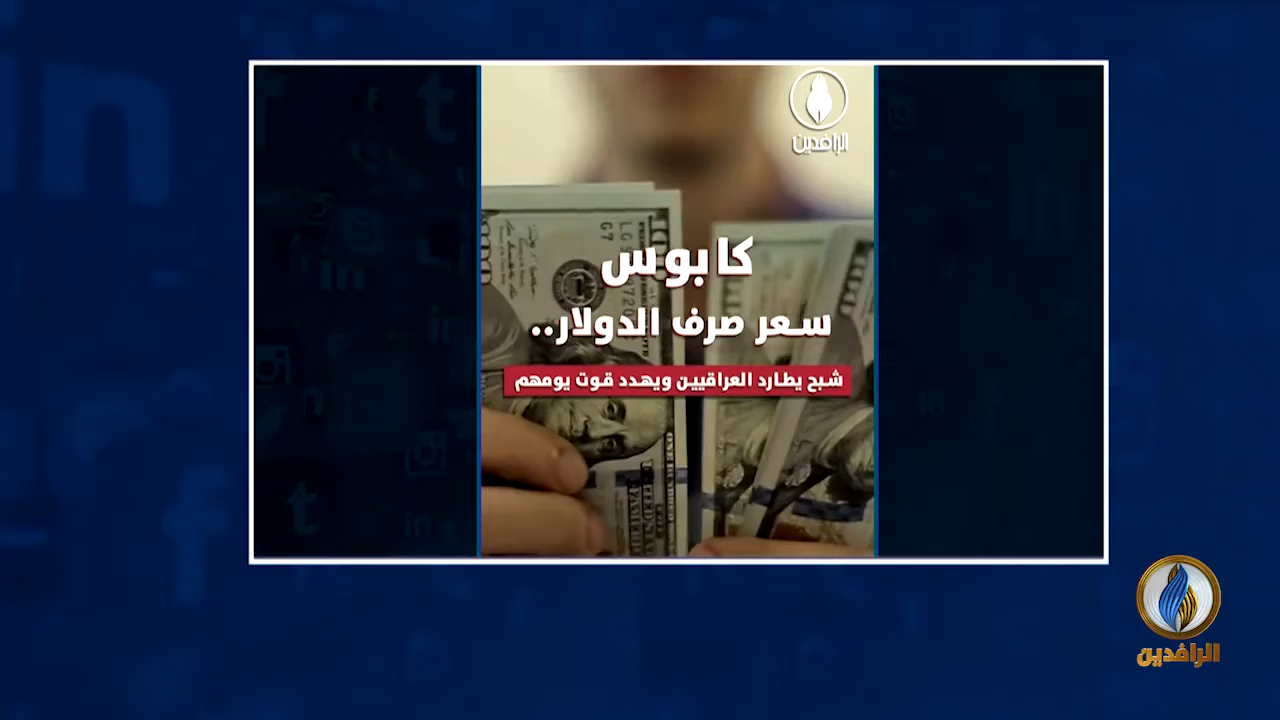 الرافدين
كابوس
سعر صرف الدولار..
شبح يطارد العراقيين ويهدد قوت يومهم
الرافدين